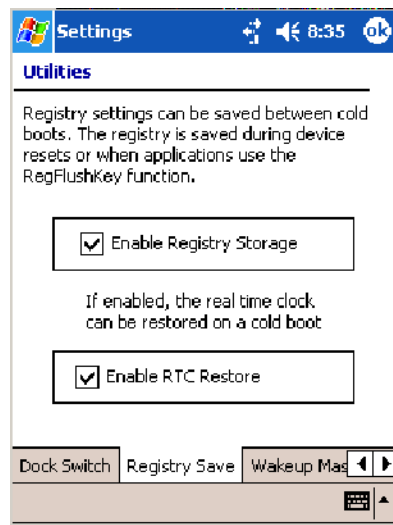 Settings 8:35 ok
Utilities
Registry settings can be saved between cold
boots. The registry is saved during device
resets or when applications use the
RegFlushKey function.
Enable Registry Storage
If enabled, the real time clock
can be restored on a cold boot
Enable RTC Restore
Dock Switch Registry Save Wakeup Mas